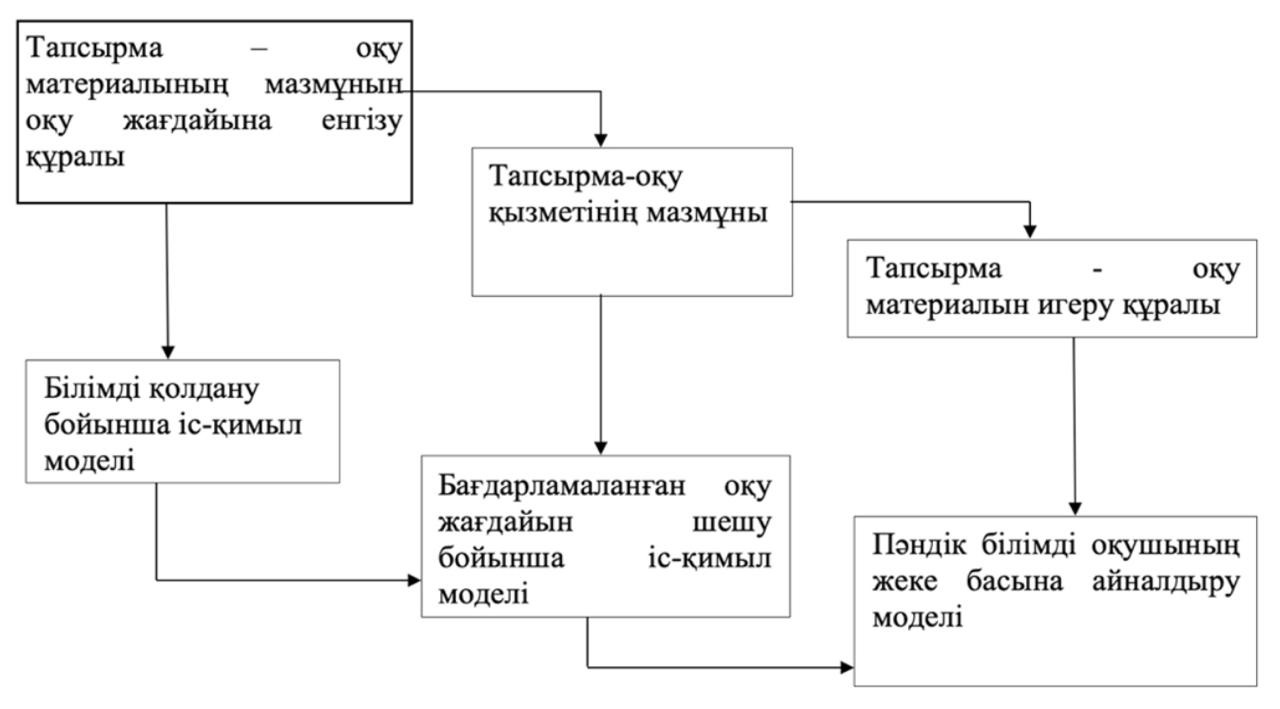 Тапсырма – оқу
материалының мазмұнын
оқу жағдайына енгізу
құралы
Тапсырма-оқу
қызметінің мазмұны
Тапсырма - оқу
материалын игеру құралы
Білімді қолдану
бойынша іс-қимыл
моделі
Бағдарламаланған оқу
жағдайын шешу
бойынша іс-қимыл
моделі
Пәндік білімді оқушының
жеке басына айналдыру
моделі